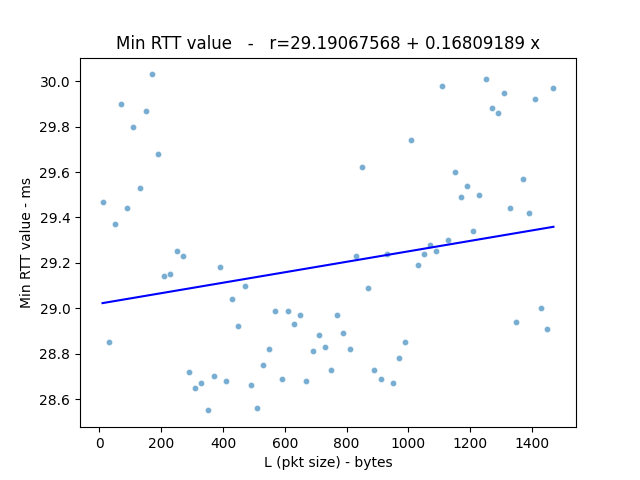 Min RTT value - r=29.19067568 + 0.16809189 x
30.0
29.8
29.6
29.4
29.2
29.0
28.8
28.6
Min RTT value - ms
0 200 400 600 800 1000 1200 1400
L (pkt size) - bytes